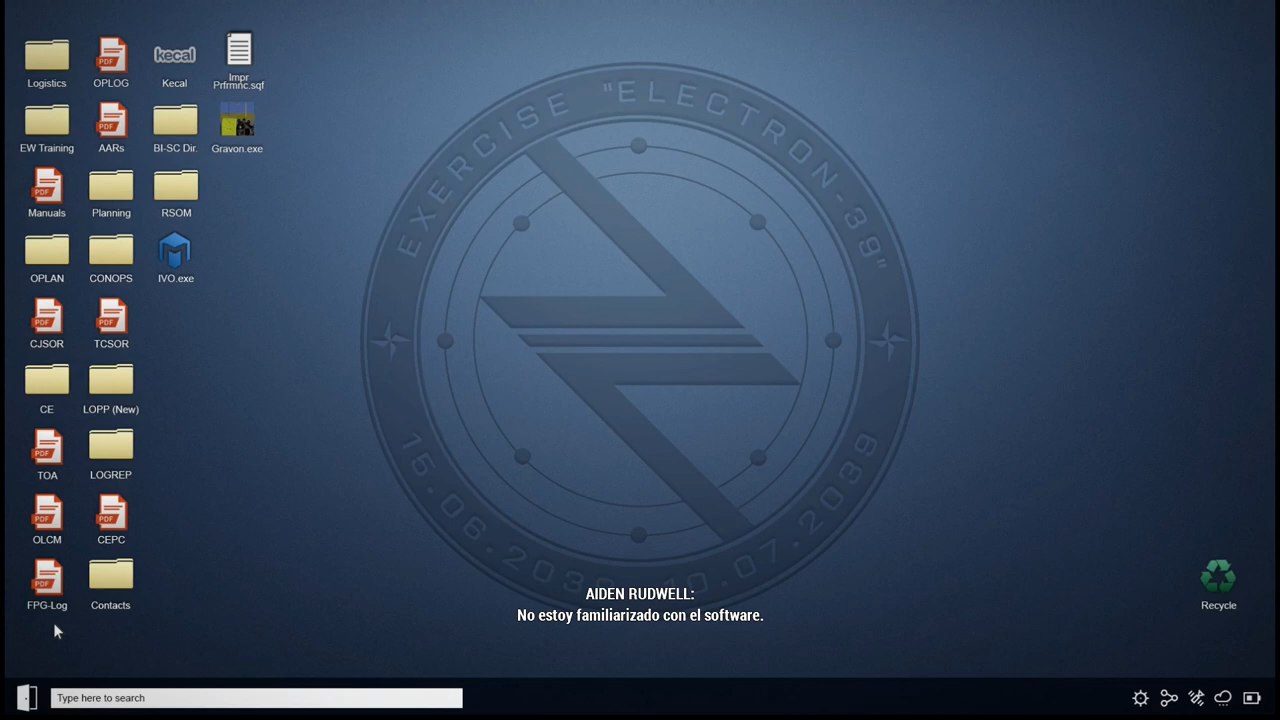 Logistics
OPLOG
kecal
Kecal
Impr
Prfrmnc.sqf
EW Training
AARs
BI-SC Dir.
Gravon.exe
Manuals
Planning
RSOM
OPLAN
CONOPS
IVO.exe
CJSOR
TCSOR
CE
LOPP (New)
TOA
LOGREP
OLCM
CEPC
FPG-Log
Contacts
EXERCISE "ELECTRON-39"
AIDEN RUDWELL:
No estoy familiarizado con el software.
Recycle
Type here to search